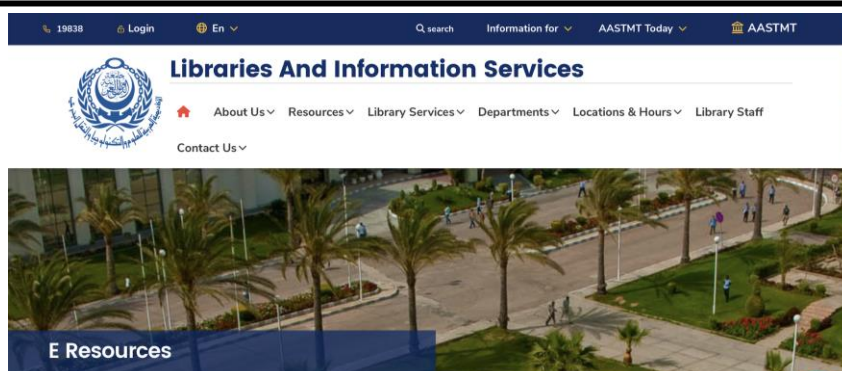 19838 Login En search Information for AASTMT Today AASTMT
Libraries And Information Services
About Us Resources Library Services Departments Locations & Hours Library Staff
Contact Us
E Resources